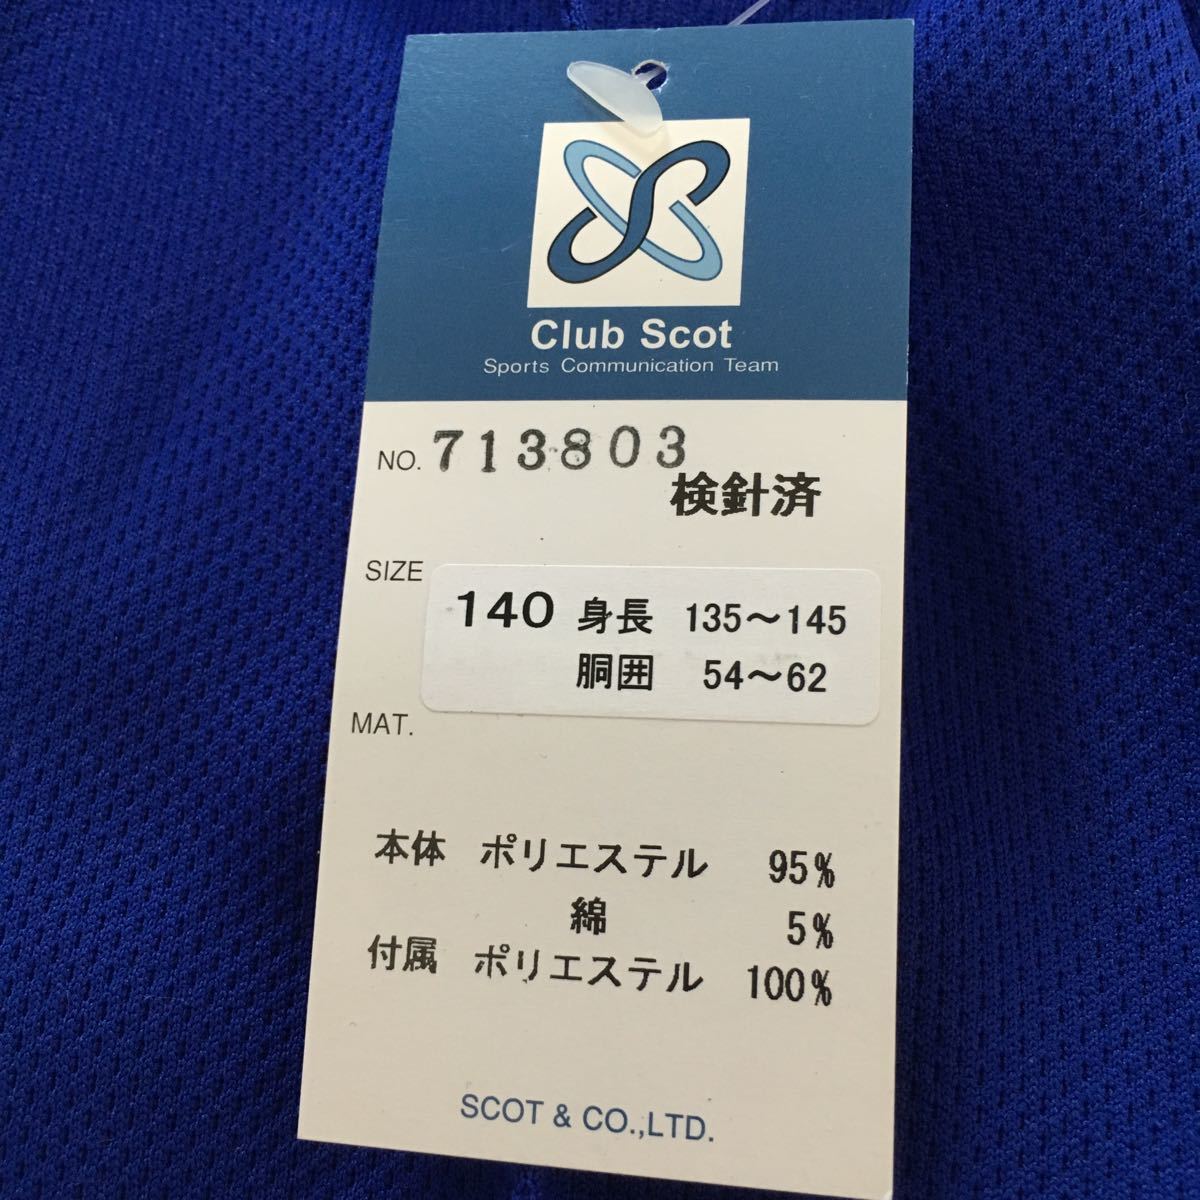 Club Scot
Sports Communication Team
NO. 713803
検針済
SIZE
140 身長 135～145
胴囲 54～62
MAT.
本体 ポリエステル 95%
綿 5%
付属 ポリエステル 100%
SCOT & CO.,LTD.